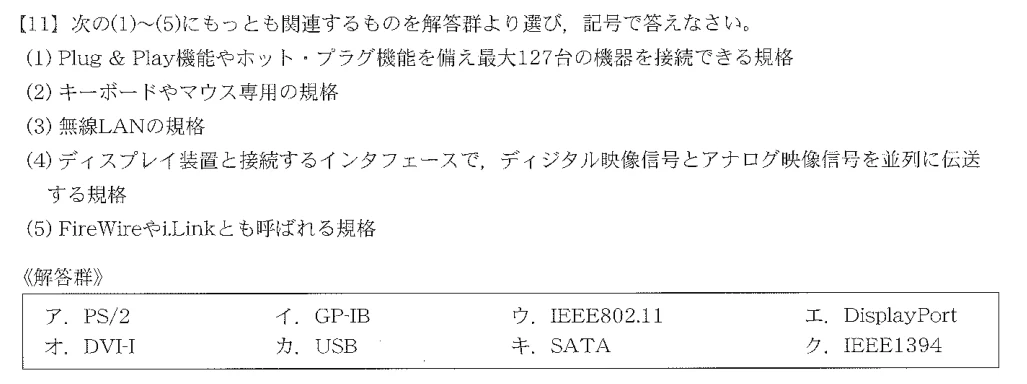 【11】 次の(1)～(5)にもっとも関連するものを解答群より選び，記号で答えなさい。
(1) Plug & Play機能やホット・プラグ機能を備え最大127台の機器を接続できる規格
(2) キーボードやマウス専用の規格
(3) 無線LANの規格
(4) ディスプレイ装置と接続するインタフェースで，ディジタル映像信号とアナログ映像信号を並列に伝送
する規格
(5) FireWireやi.Linkとも呼ばれる規格
《解答群》
ア．PS/2 イ．GP-IB ウ．IEEE802.11 エ．DisplayPort
オ．DVI-I カ．USB キ．SATA ク．IEEE1394